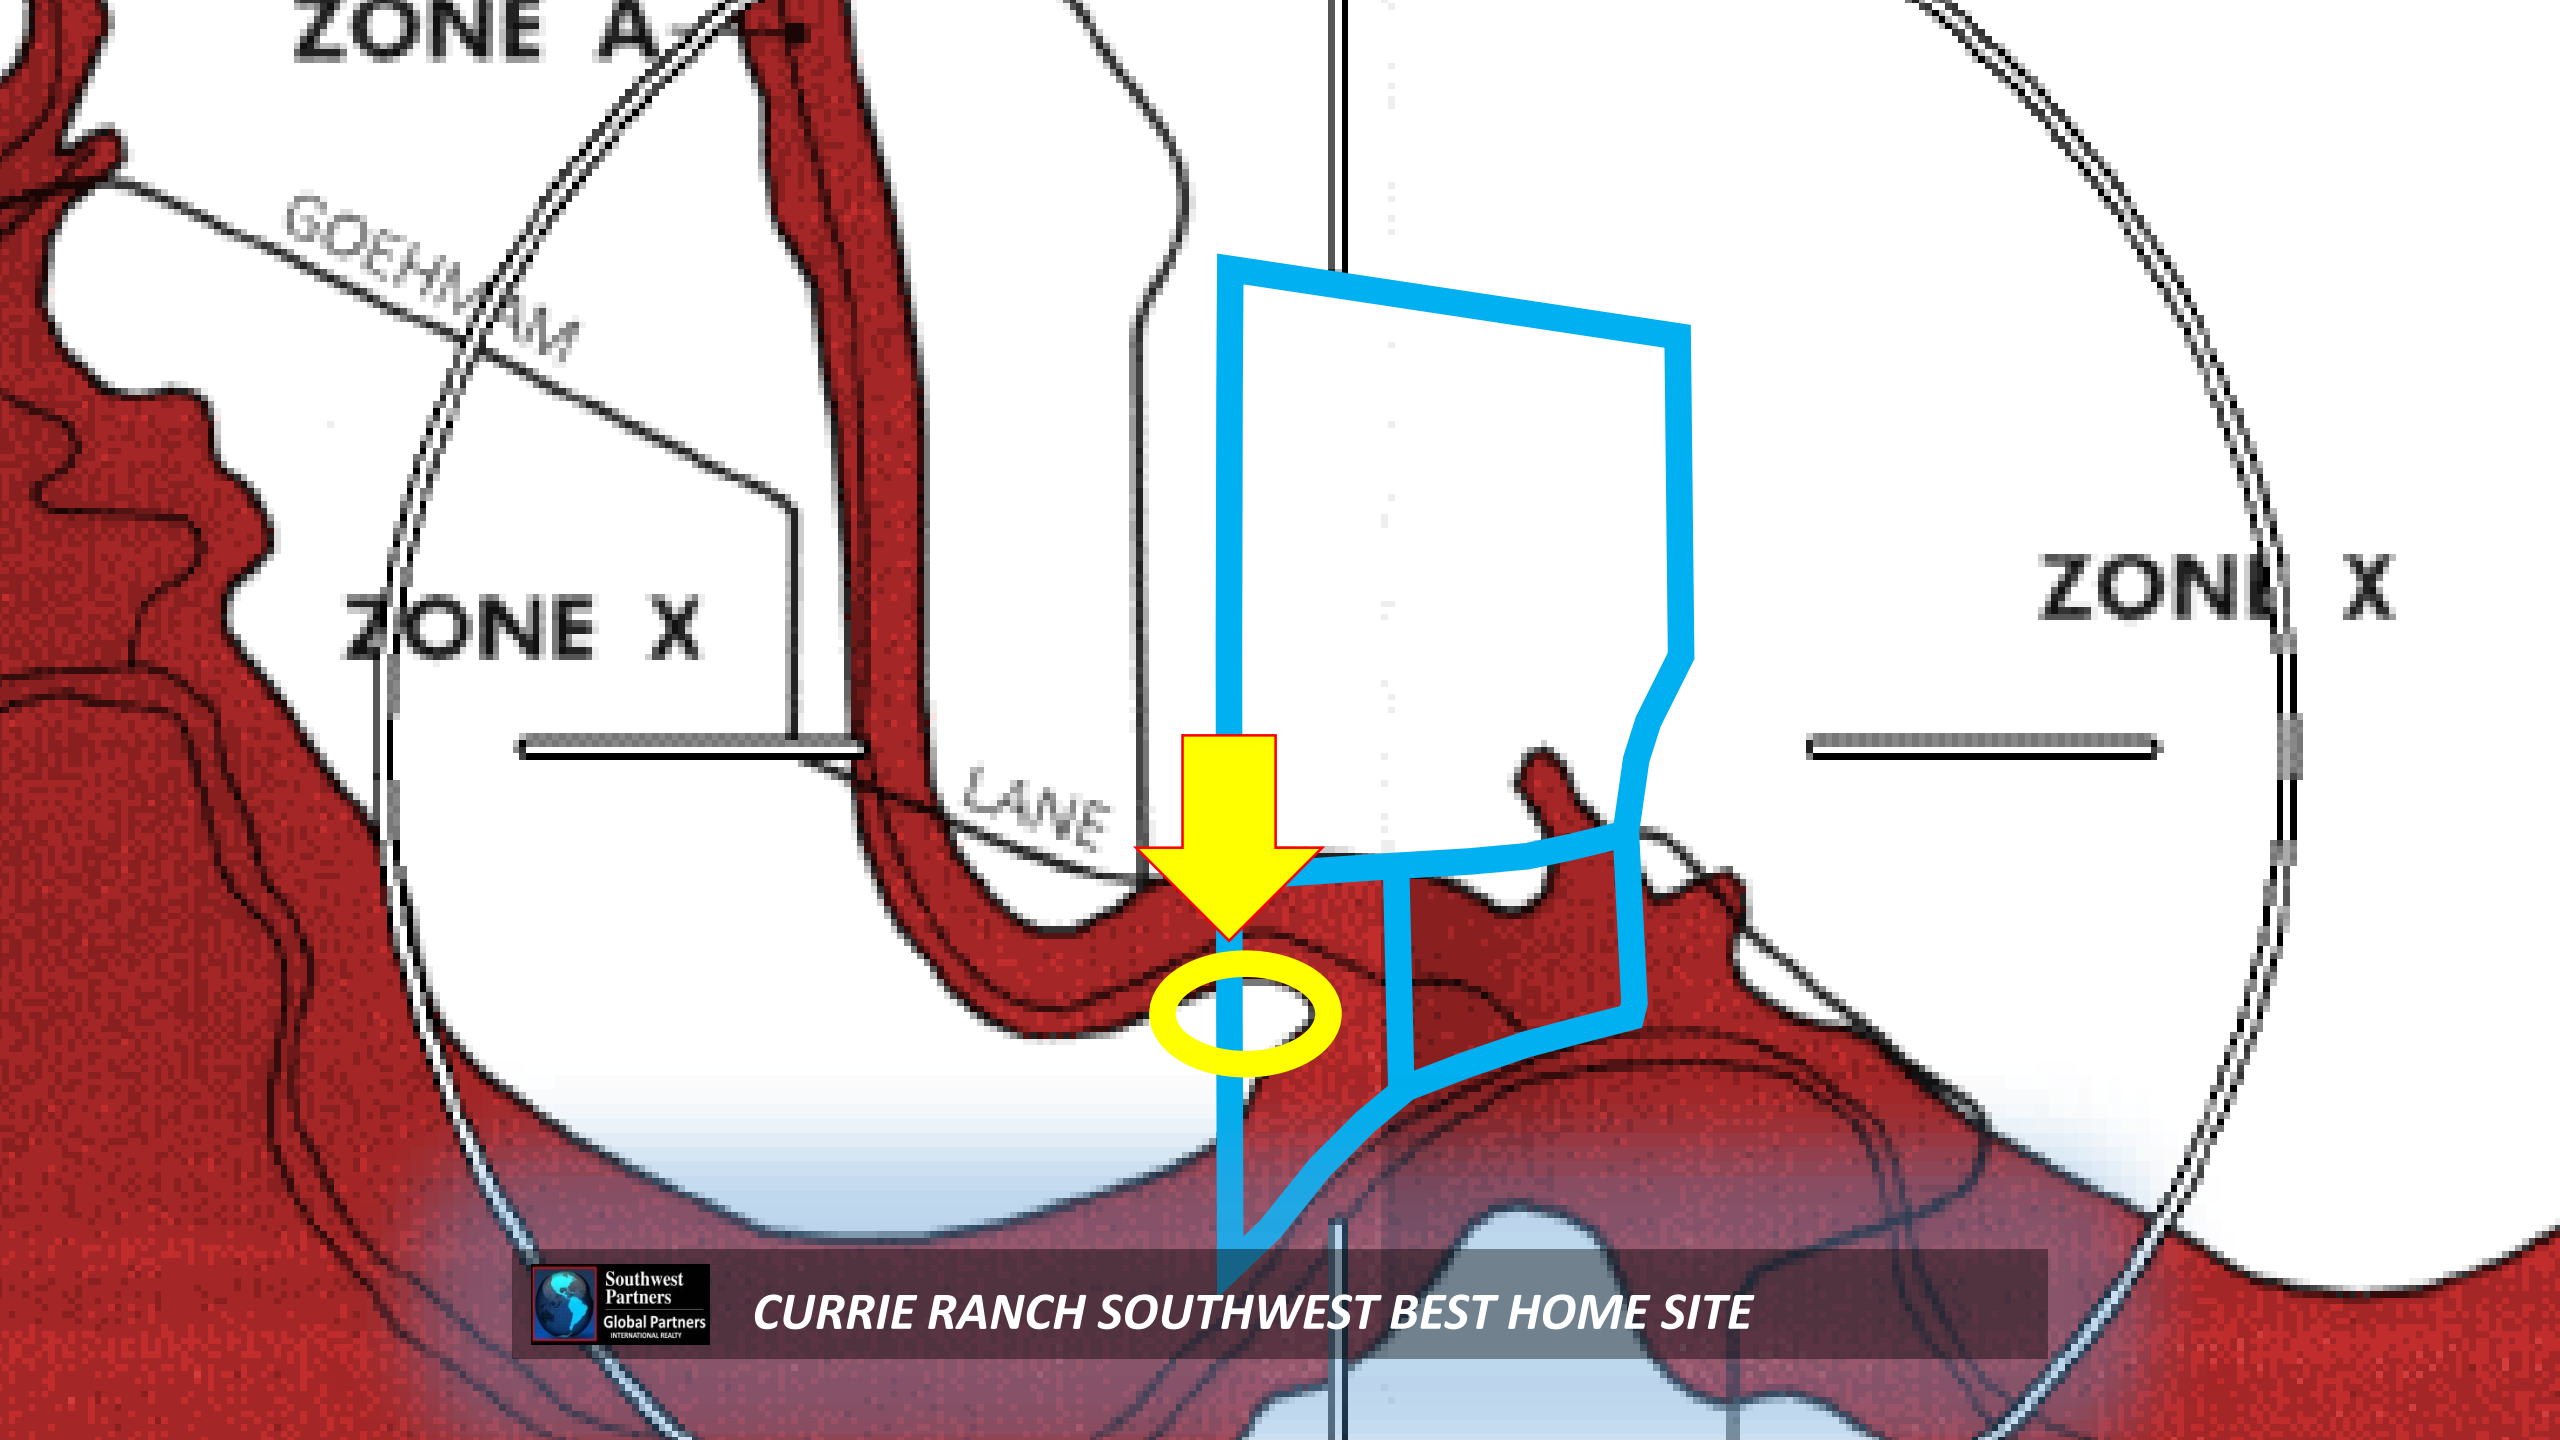 ZONE A
GOEHMAM
ZONE X
ZONE X
LANE
Southwest
Partners
Global Partners
INTERNATIONAL REALTY
CURRIE RANCH SOUTHWEST BEST HOME SITE